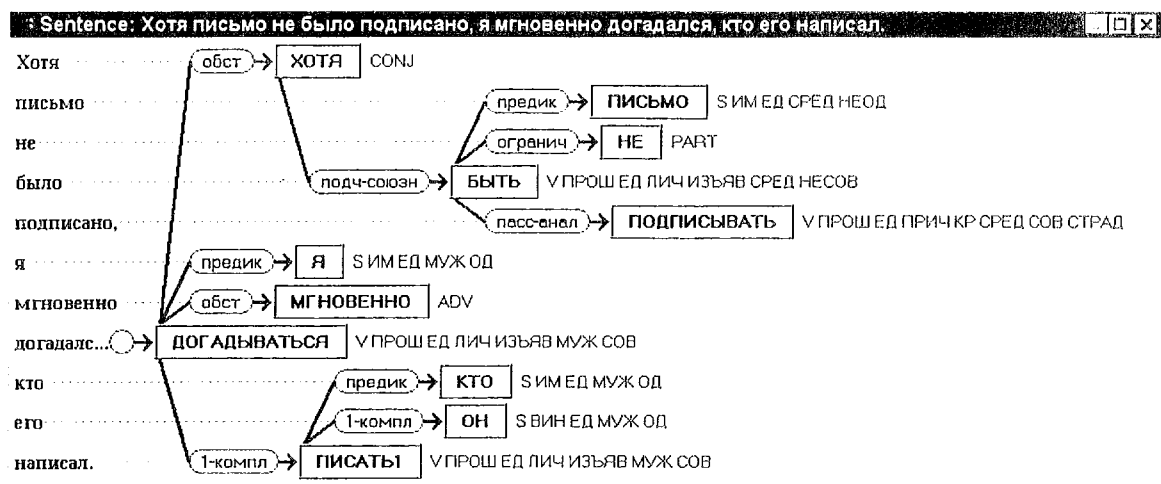 Sentence: Хотя письмо не было подписано, я мгновенно догадался, кто его написал.
Хотя обст ХОТЯ CONJ
письмо предик ПИСЬМО S ИМ ЕД СРЕД НЕОД
не огранич НЕ PART
было подч-союзн БЫТЬ V ПРОШ ЕД ЛИЧ ИЗЪЯВ СРЕД НЕСОВ
подписано, пасс-анал ПОДПИСЫВАТЬ V ПРОШ ЕД ПРИЧ КР СРЕД СОВ СТРАД
я предик Я S ИМ ЕД МУЖ ОД
мгновенно обст МГНОВЕННО ADV
догадалс... ДОГАДЫВАТЬСЯ V ПРОШ ЕД ЛИЧ ИЗЪЯВ МУЖ СОВ
кто предик КТО S ИМ ЕД МУЖ ОД
его 1-компл ОН S ВИН ЕД МУЖ ОД
написал. 1-компл ПИСАТЬ1 V ПРОШ ЕД ЛИЧ ИЗЪЯВ МУЖ СОВ